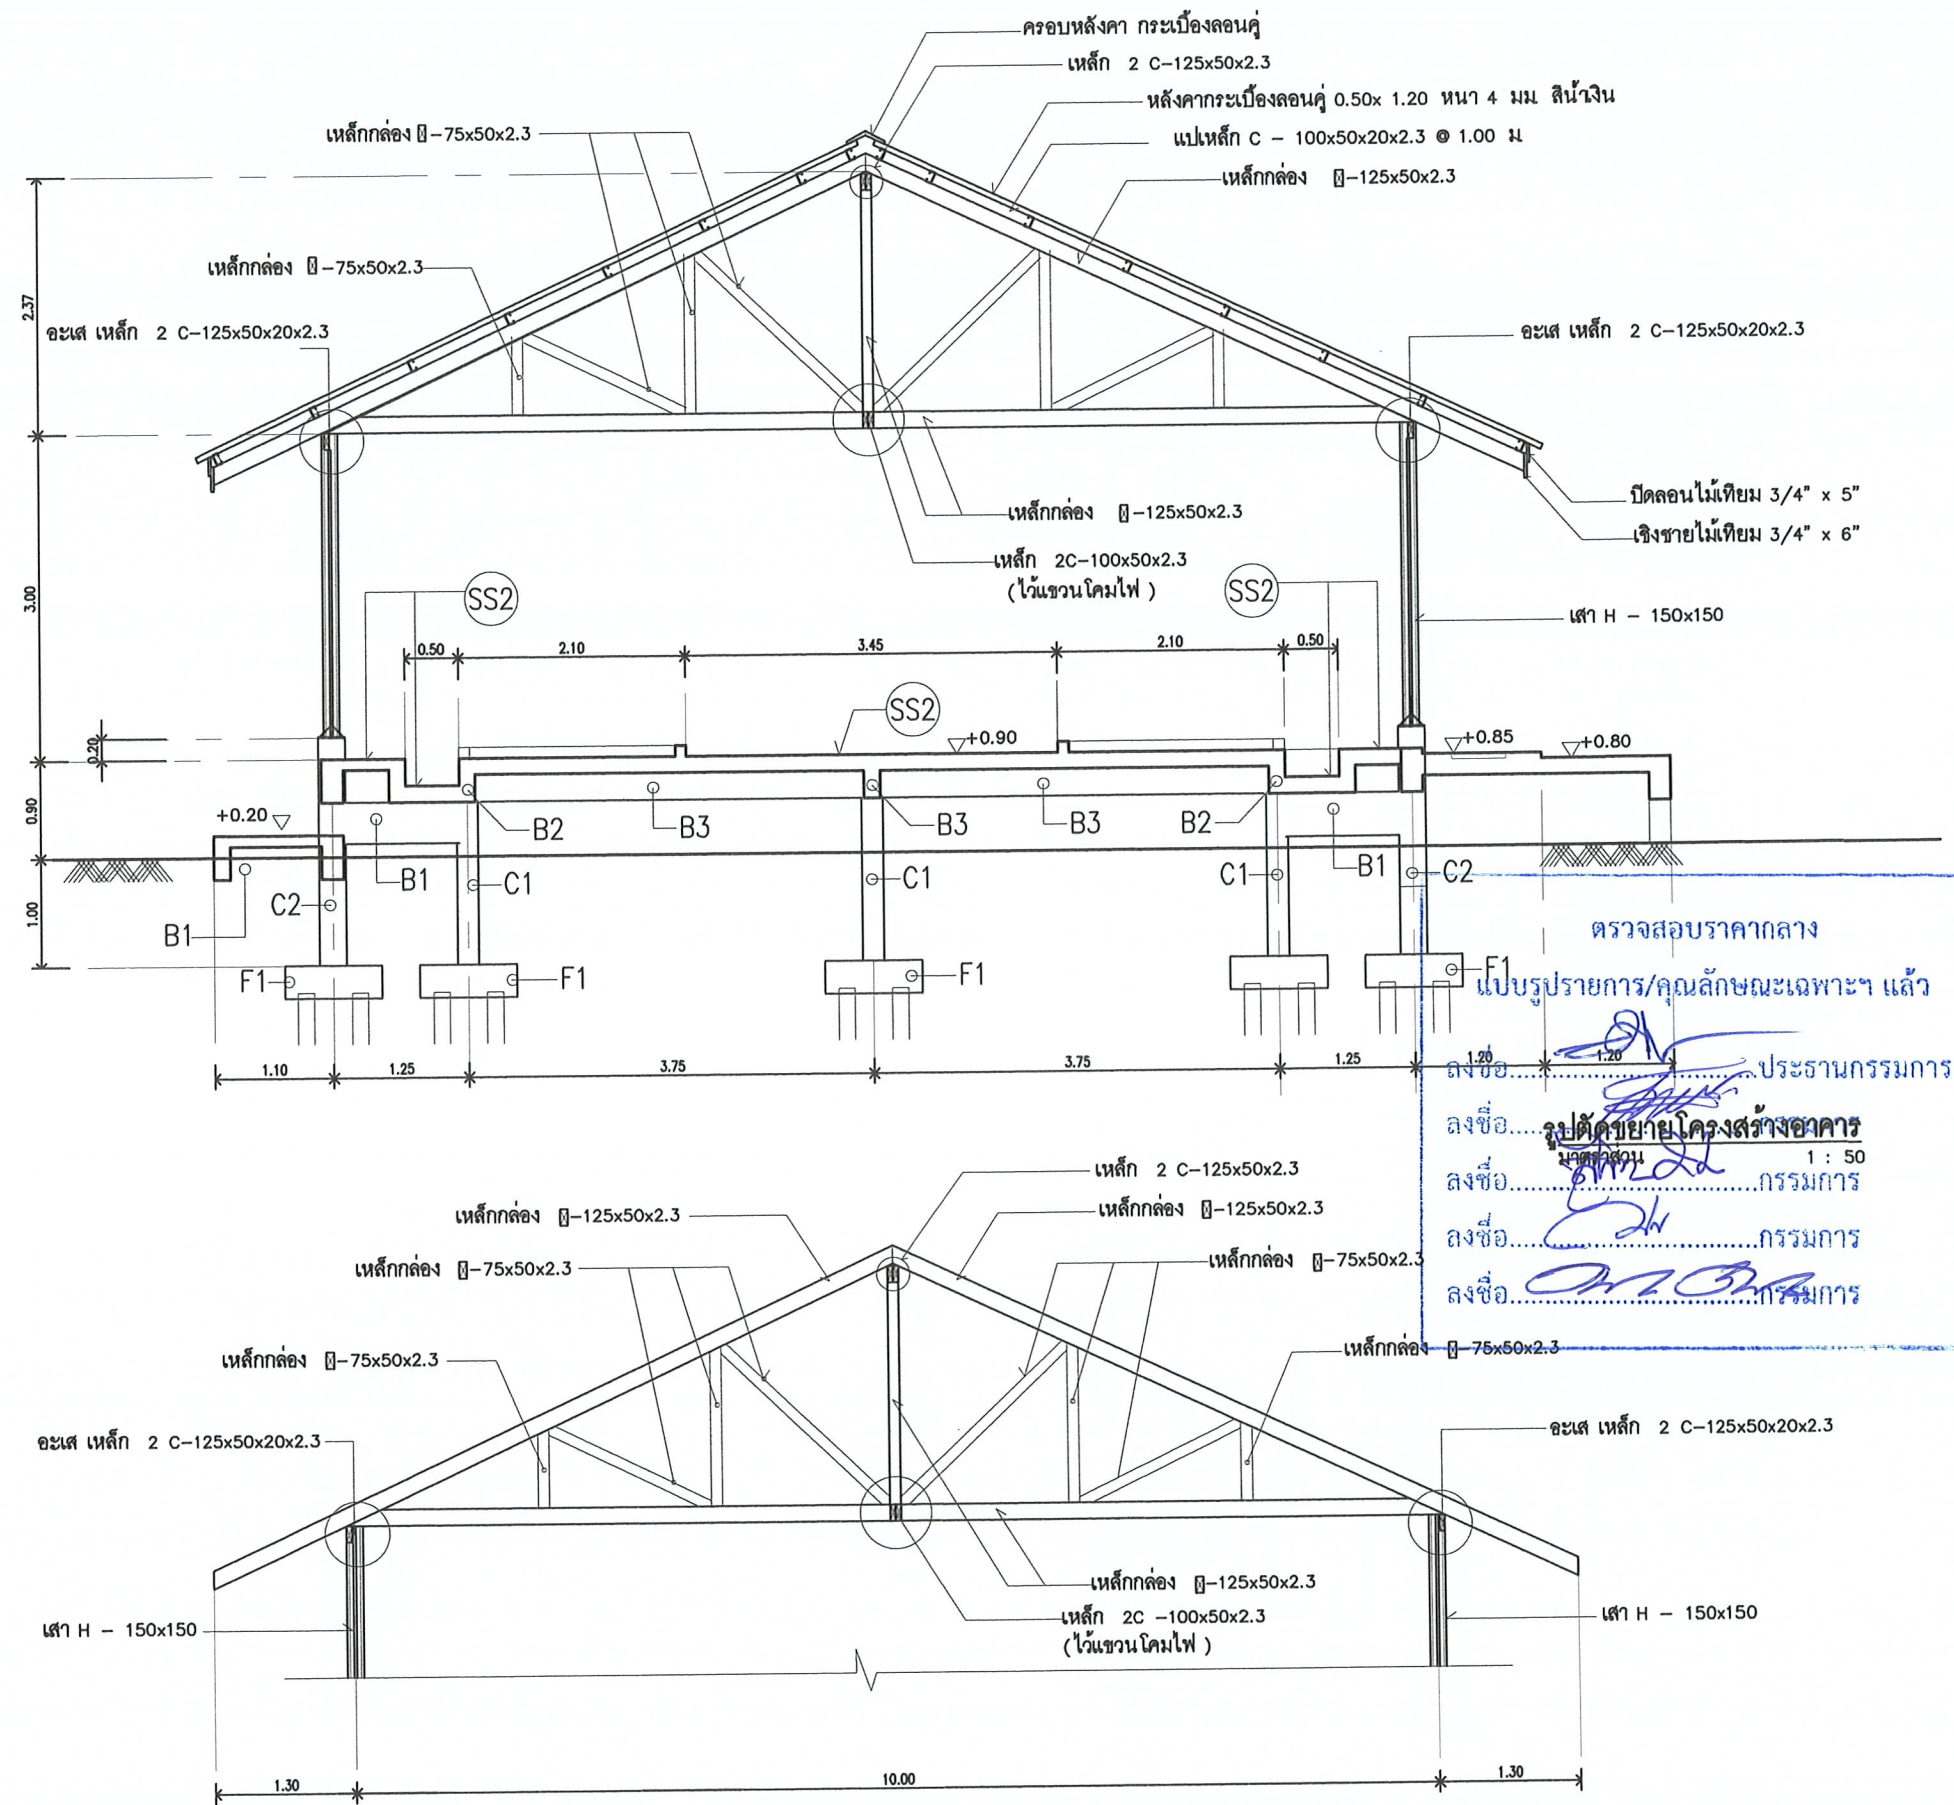 ครอบหลังคา กระเบื้องลอนคู่
เหล็ก 2 C-125x50x2.3
หลังคากระเบื้องลอนคู่ 0.50x 1.20 หนา 4 มม. สีน้ำเงิน
เหล็กกล่อง -75x50x2.3
แปเหล็ก C - 100x50x20x2.3 @ 1.00 ม
เหล็กกล่อง -125x50x2.3
เหล็กกล่อง -75x50x2.3
2.37
อะเส เหล็ก 2 C-125x50x20x2.3
อะเส เหล็ก 2 C-125x50x20x2.3
ปิดลอนไม้เทียม 3/4" x 5"
เหล็กกล่อง -125x50x2.3
เชิงชายไม้เทียม 3/4" x 6"
เหล็ก 2C-100x50x2.3
(ไว้แขวนโคมไฟ )
SS2
SS2
3.00
เสา H - 150x150
0.50
2.10
3.45
2.10
0.50
SS2
0.20
+0.90
+0.85
+0.80
0.90
+0.20
B2
B3
B3
B3
B2
B1
C1
C1
C1
B1
C2
C2
1.00
B1
F1
F1
F1
F1
ตรวจสอบราคากลาง
แบบรูปรายการ/คุณลักษณะเฉพาะฯ แล้ว
1.10
1.25
3.75
3.75
1.25
1.20
1.20
ลงชื่อ..............................ประธานกรรมการ
ลงชื่อ..............................กรรมการ
รูปตัดขยายโครงสร้างอาคาร
มาตราส่วน 1 : 50
ลงชื่อ..............................กรรมการ
ลงชื่อ..............................กรรมการ
ลงชื่อ..............................กรรมการ
เหล็ก 2 C-125x50x2.3
เหล็กกล่อง -125x50x2.3
เหล็กกล่อง -125x50x2.3
เหล็กกล่อง -75x50x2.3
เหล็กกล่อง -75x50x2.3
เหล็กกล่อง -75x50x2.3
เหล็กกล่อง -75x50x2.3
อะเส เหล็ก 2 C-125x50x20x2.3
อะเส เหล็ก 2 C-125x50x20x2.3
เหล็กกล่อง -125x50x2.3
เสา H - 150x150
เหล็ก 2C -100x50x2.3
(ไว้แขวนโคมไฟ )
เสา H - 150x150
1.30
10.00
1.30